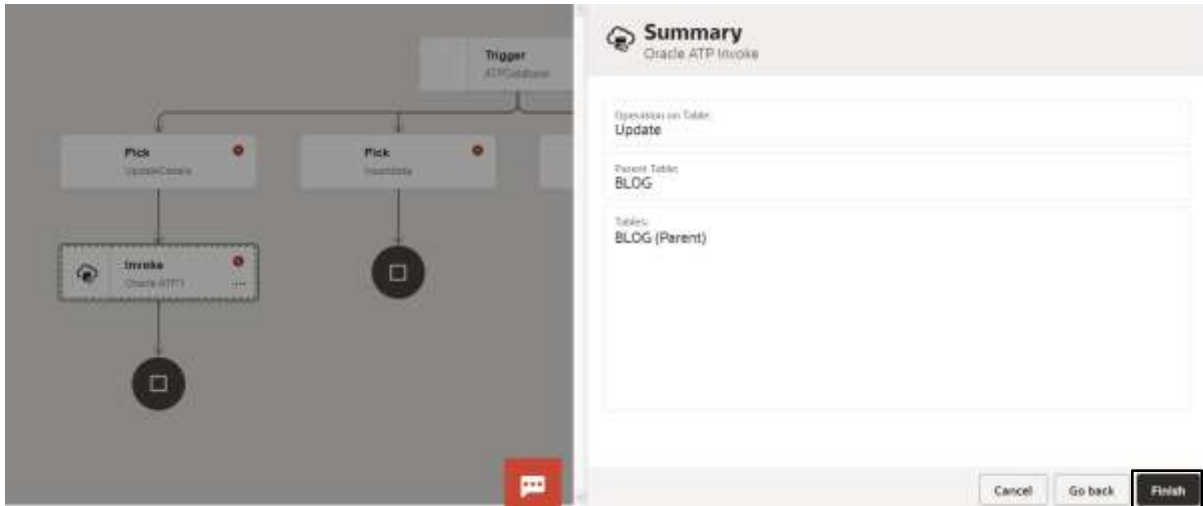 Trigger
ATPDatabase
Pick
UpdateDetails
Pick
InsertData
Invoke
Oracle ATP1
Summary
Oracle ATP Invoke
Operation on Table:
Update
Parent Table:
BLOG
Tables:
BLOG (Parent)
Cancel
Go back
Finish